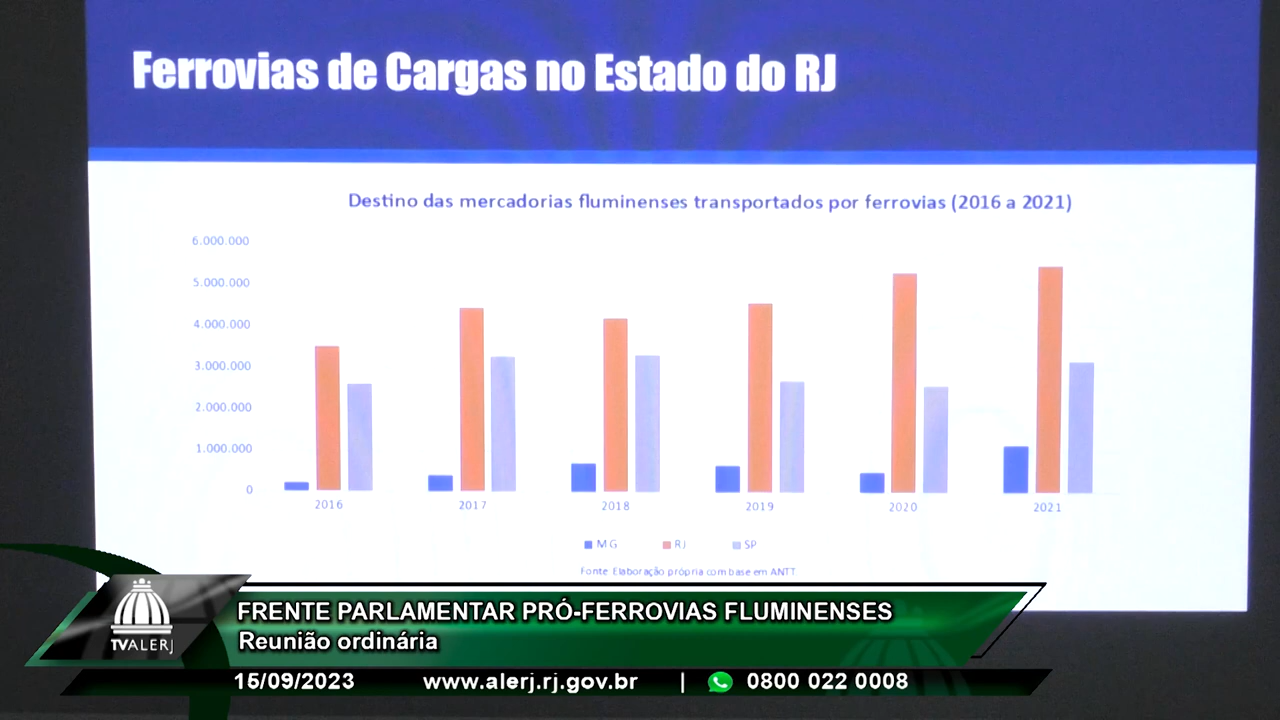 Ferrovias de Cargas no Estado do RJ
Destino das mercadorias fluminenses transportados por ferrovias (2016 a 2021)
6.000.000
5.000.000
4.000.000
3.000.000
2.000.000
1.000.000
0
2016
2017
2018
2019
2020
2021
MG
RJ
SP
Fonte: Elaboração própria com base em ANTT.
TVALERJ
FRENTE PARLAMENTAR PRÓ-FERROVIAS FLUMINENSES
Reunião ordinária
15/09/2023
www.alerj.rj.gov.br | 0800 022 0008